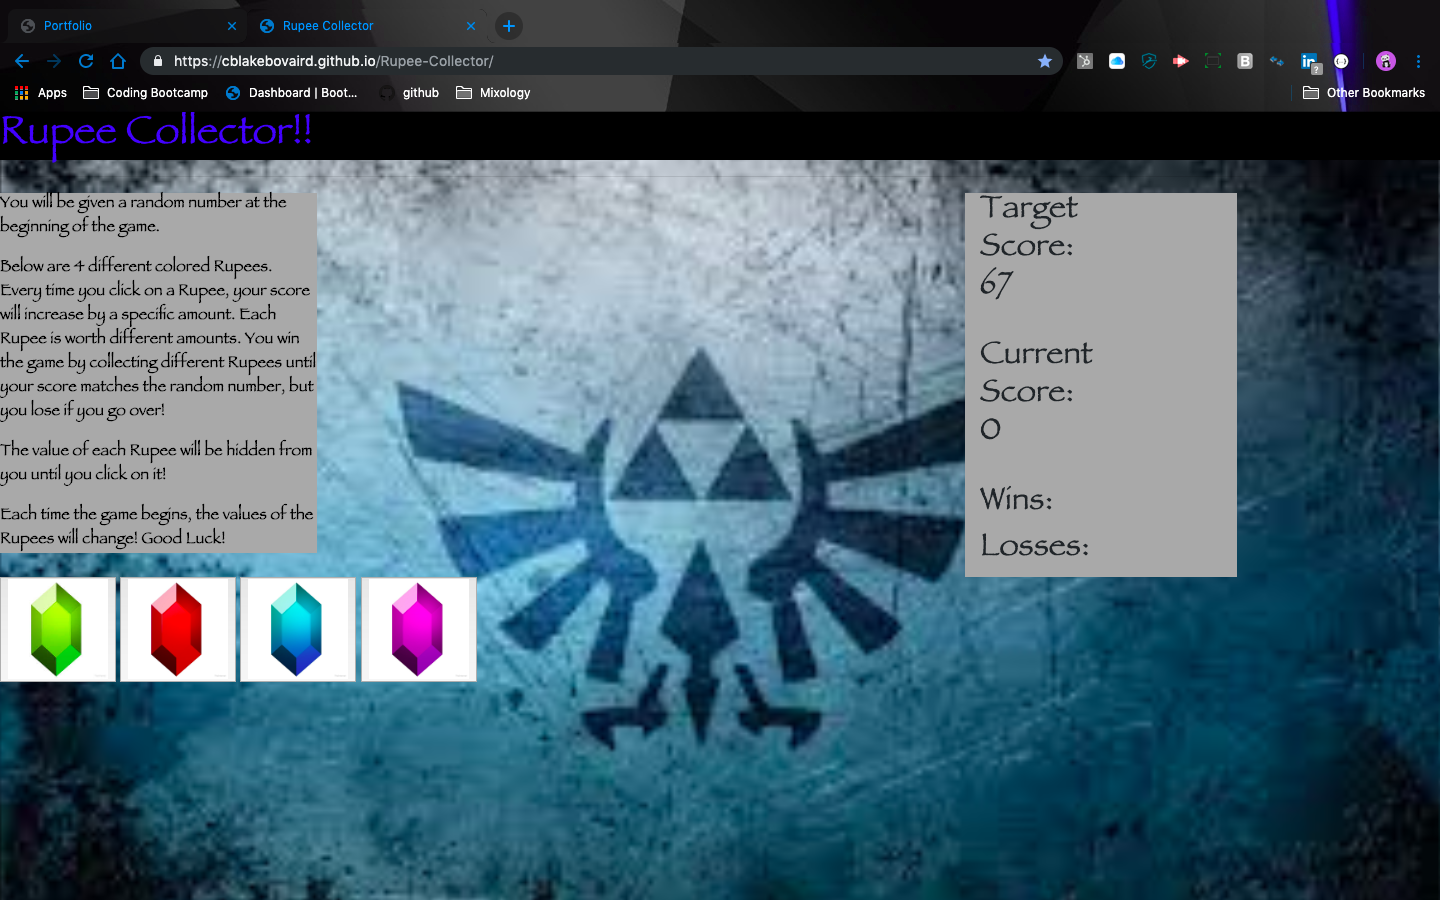 Portfolio
Rupee Collector
https://cblakebovaird.github.io/Rupee-Collector/
Apps
Coding Bootcamp
Dashboard | Boot...
github
Mixology
Other Bookmarks
Rupee Collector!!
You will be given a random number at the
beginning of the game.
Below are 4 different colored Rupees.
Every time you click on a Rupee, your score
will increase by a specific amount. Each
Rupee is worth different amounts. You win
the game by collecting different Rupees until
your score matches the random number, but
you lose if you go over!
The value of each Rupee will be hidden from
you until you click on it!
Each time the game begins, the values of the
Rupees will change! Good Luck!
Target
Score:
67
Current
Score:
0
Wins:
Losses: